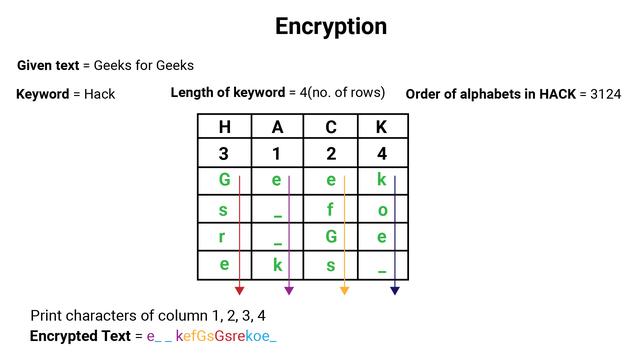 Encryption
Given text = Geeks for Geeks
Keyword = Hack Length of keyword = 4(no. of rows) Order of alphabets in HACK = 3124
H A C K
3 1 2 4
G e e k
s _ f o
r _ G e
e k s _
Print characters of column 1, 2, 3, 4
Encrypted Text = e_ _ kefGsGsrekoe_